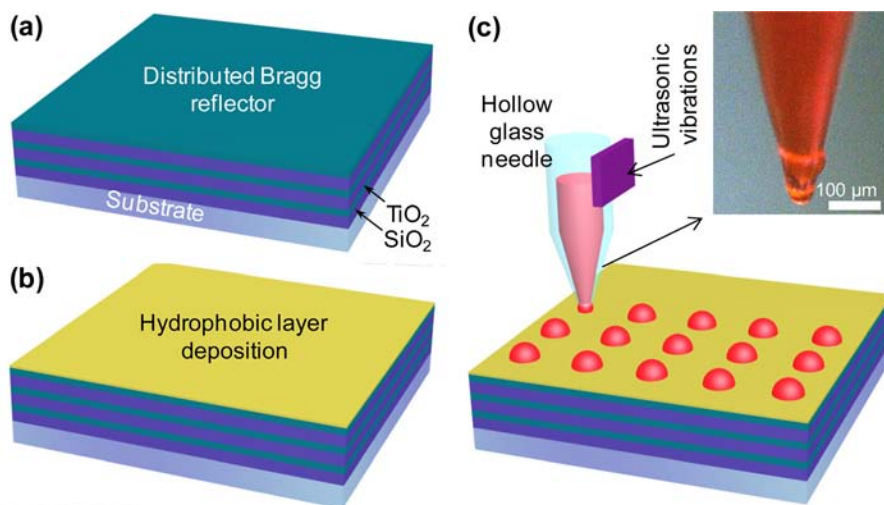 (a)
Distributed Bragg
reflector
Substrate
TiO₂
SiO₂
(b)
Hydrophobic layer
deposition
(c)
Hollow
glass
needle
Ultrasonic
vibrations
100 µm